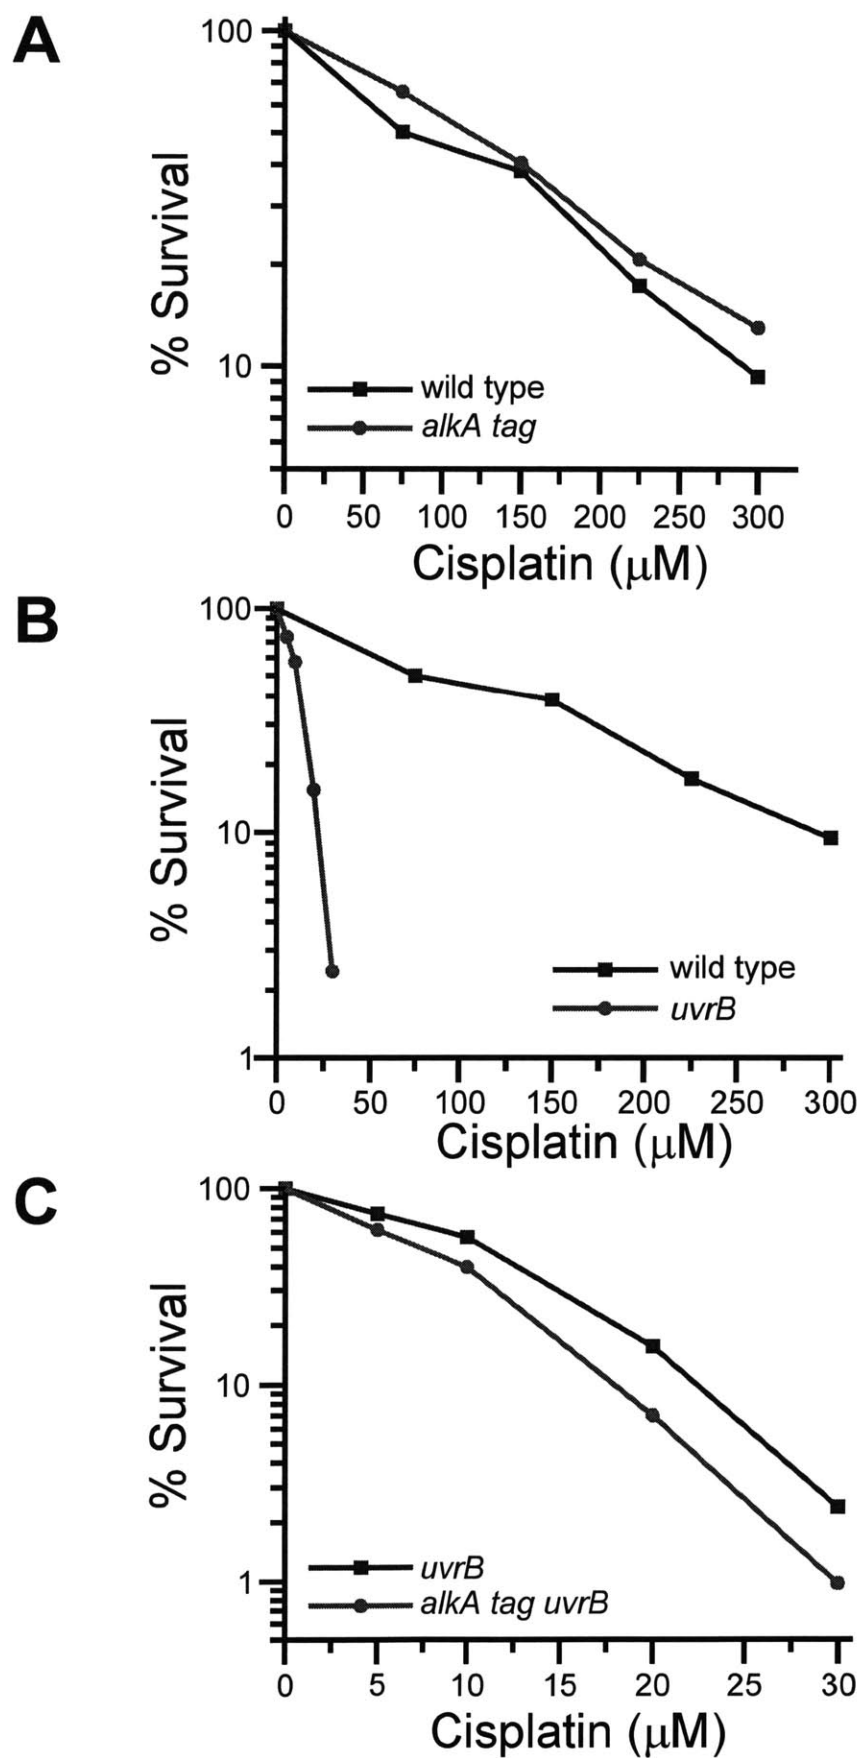 A
100
10
% Survival
wild type
alkA tag
0 50 100 150 200 250 300
Cisplatin (μM)
B
100
10
1
% Survival
wild type
uvrB
0 50 100 150 200 250 300
Cisplatin (μM)
C
100
10
1
% Survival
uvrB
alkA tag uvrB
0 5 10 15 20 25 30
Cisplatin (μM)